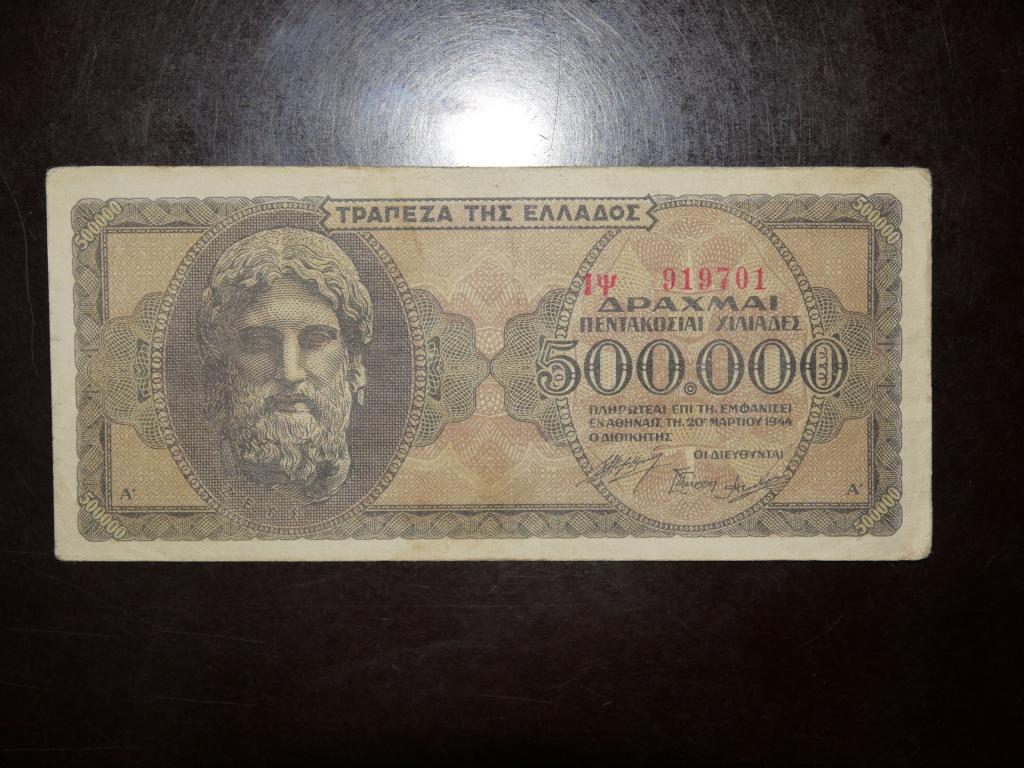 ΤΡΑΠΕΖΑ ΤΗΣ ΕΛΛΑΔΟΣ
500000
500000
ΙΨ 919701
ΔΡΑΧΜΑΙ
ΠΕΝΤΑΚΟΣΙΑΙ ΧΙΛΙΑΔΕΣ
500.000
ΠΛΗΡΩΤΕΑΙ ΕΠΙ ΤΗ, ΕΜΦΑΝΙΣΕΙ
ΕΝ ΑΘΗΝΑΙΣ ΤΗ, 20ῃ ΜΑΡΤΙΟΥ 1944
Ο ΔΙΟΙΚΗΤΗΣ
ΟΙ ΔΙΕΥΘΥΝΤΑΙ
Α'
Α'
500000
500000